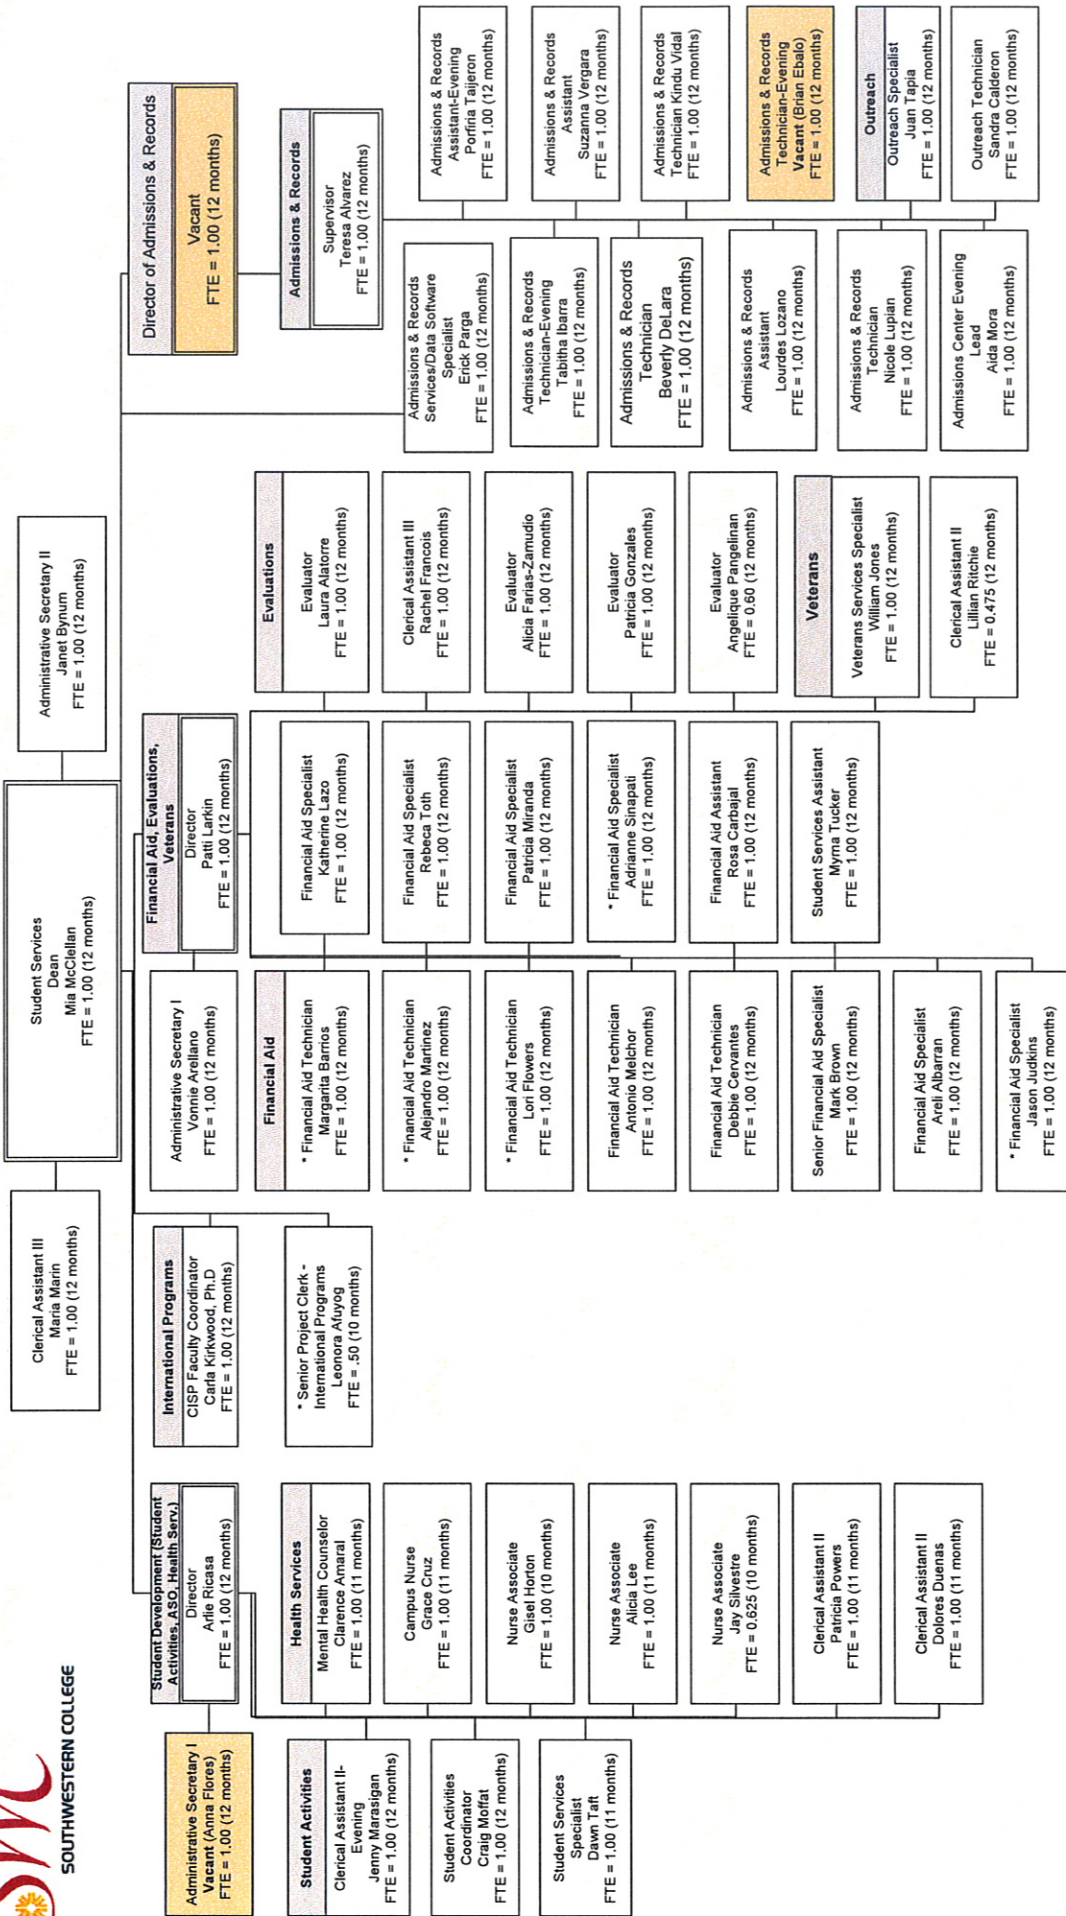 SWC
SOUTHWESTERN COLLEGE
Clerical Assistant III
Maria Marin
FTE = 1.00 (12 months)
Student Services
Dean
Mia McClellan
FTE = 1.00 (12 months)
Administrative Secretary II
Janet Bynum
FTE = 1.00 (12 months)
Administrative Secretary I
Vacant (Anna Flores)
FTE = 1.00 (12 months)
Student Development (Student
Activities, ASO, Health Serv.)
Director
Arlie Ricasa
FTE = 1.00 (12 months)
Student Activities
Clerical Assistant II-
Evening
Jenny Marasigan
FTE = 1.00 (12 months)
Student Activities
Coordinator
Craig Moffat
FTE = 1.00 (12 months)
Student Services
Specialist
Dawn Taft
FTE = 1.00 (11 months)
Health Services
Mental Health Counselor
Clarence Amaral
FTE = 1.00 (11 months)
Campus Nurse
Grace Cruz
FTE = 1.00 (11 months)
Nurse Associate
Gisel Horton
FTE = 1.00 (10 months)
Nurse Associate
Alicia Lee
FTE = 1.00 (11 months)
Nurse Associate
Jay Silvestre
FTE = 0.625 (10 months)
Clerical Assistant II
Patricia Powers
FTE = 1.00 (11 months)
Clerical Assistant II
Dolores Duenas
FTE = 1.00 (11 months)
International Programs
CISP Faculty Coordinator
Carla Kirkwood, Ph.D
FTE = 1.00 (12 months)
* Senior Project Clerk -
International Programs
Leonora Afuyog
FTE = .50 (10 months)
Administrative Secretary I
Vonnie Arellano
FTE = 1.00 (12 months)
Financial Aid, Evaluations,
Veterans
Director
Patti Larkin
FTE = 1.00 (12 months)
Financial Aid
* Financial Aid Technician
Margarita Barrios
FTE = 1.00 (12 months)
* Financial Aid Technician
Alejandro Martinez
FTE = 1.00 (12 months)
* Financial Aid Technician
Lori Flowers
FTE = 1.00 (12 months)
Financial Aid Technician
Antonio Melchor
FTE = 1.00 (12 months)
Financial Aid Technician
Debbie Cervantes
FTE = 1.00 (12 months)
Senior Financial Aid Specialist
Mark Brown
FTE = 1.00 (12 months)
Financial Aid Specialist
Areli Albarran
FTE = 1.00 (12 months)
* Financial Aid Specialist
Jason Judkins
FTE = 1.00 (12 months)
Financial Aid Specialist
Katherine Lazo
FTE = 1.00 (12 months)
Financial Aid Specialist
Rebeca Toth
FTE = 1.00 (12 months)
Financial Aid Specialist
Patricia Miranda
FTE = 1.00 (12 months)
* Financial Aid Specialist
Adrianne Sinapati
FTE = 1.00 (12 months)
Financial Aid Assistant
Rosa Carbajal
FTE = 1.00 (12 months)
Student Services Assistant
Myrna Tucker
FTE = 1.00 (12 months)
Evaluations
Evaluator
Laura Alatorre
FTE = 1.00 (12 months)
Clerical Assistant III
Rachel Francois
FTE = 1.00 (12 months)
Evaluator
Alicia Farias-Zamudio
FTE = 1.00 (12 months)
Evaluator
Patricia Gonzales
FTE = 1.00 (12 months)
Evaluator
Angelique Pangelinan
FTE = 0.60 (12 months)
Veterans
Veterans Services Specialist
William Jones
FTE = 1.00 (12 months)
Clerical Assistant II
Lillian Ritchie
FTE = 0.475 (12 months)
Director of Admissions & Records
Vacant
FTE = 1.00 (12 months)
Admissions & Records
Supervisor
Teresa Alvarez
FTE = 1.00 (12 months)
Admissions & Records
Services/Data Software
Specialist
Erick Parga
FTE = 1.00 (12 months)
Admissions & Records
Technician-Evening
Tabitha Ibarra
FTE = 1.00 (12 months)
Admissions & Records
Technician
Beverly DeLara
FTE = 1.00 (12 months)
Admissions & Records
Assistant
Lourdes Lozano
FTE = 1.00 (12 months)
Admissions & Records
Technician
Nicole Lupian
FTE = 1.00 (12 months)
Admissions Center Evening
Lead
Aida Mora
FTE = 1.00 (12 months)
Admissions & Records
Assistant-Evening
Porfiria Taijeron
FTE = 1.00 (12 months)
Admissions & Records
Assistant
Suzanna Vergara
FTE = 1.00 (12 months)
Admissions & Records
Technician Kindu Vidal
FTE = 1.00 (12 months)
Admissions & Records
Technician-Evening
Vacant (Brian Ebalo)
FTE = 1.00 (12 months)
Outreach
Outreach Specialist
Juan Tapia
FTE = 1.00 (12 months)
Outreach Technician
Sandra Calderon
FTE = 1.00 (12 months)